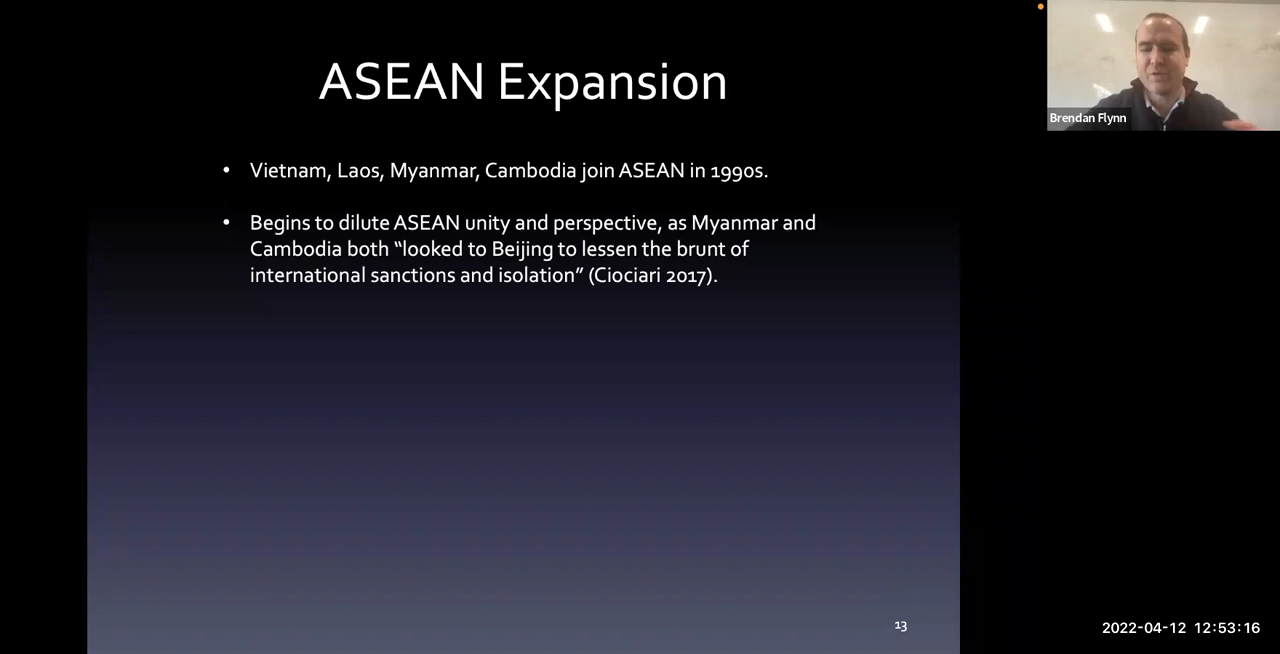 ASEAN Expansion
Brendan Flynn
• Vietnam, Laos, Myanmar, Cambodia join ASEAN in 1990s.
• Begins to dilute ASEAN unity and perspective, as Myanmar and
Cambodia both “looked to Beijing to lessen the brunt of
international sanctions and isolation” (Ciociari 2017).
13
2022-04-12 12:53:16